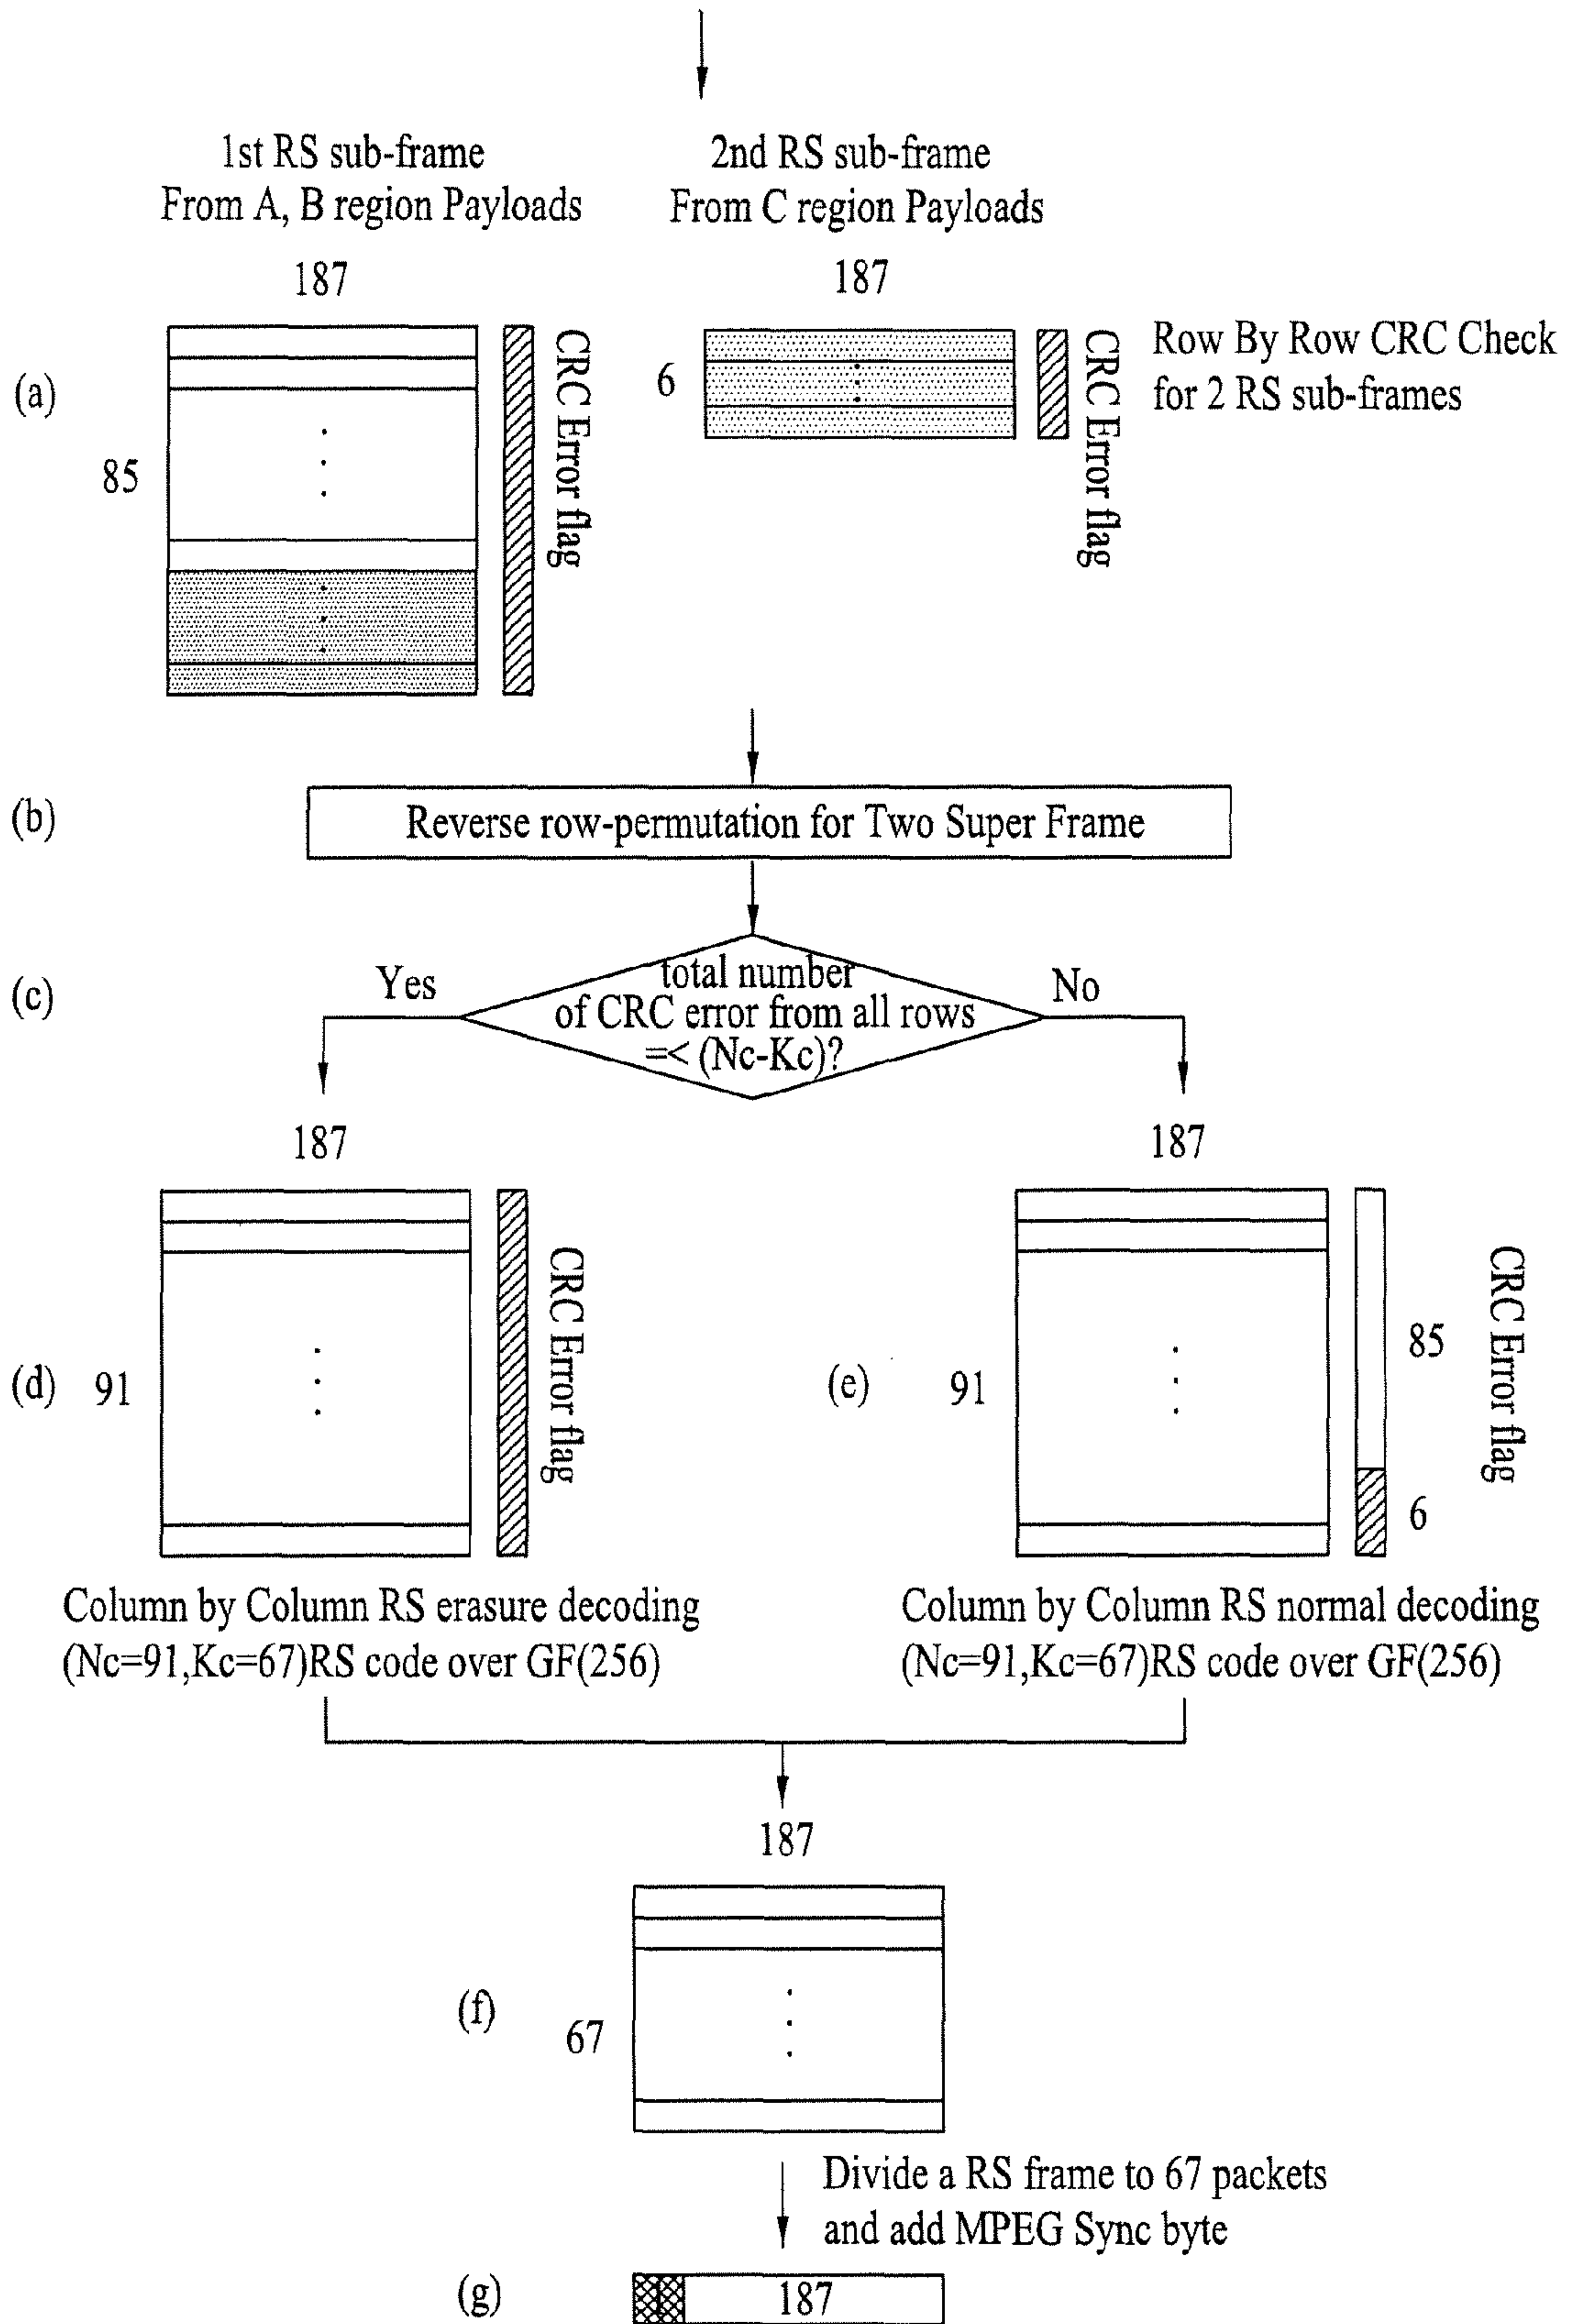 1st RS sub-frame
From A, B region Payloads
2nd RS sub-frame
From C region Payloads
187
187
(a)
85
CRC Error flag
6
CRC Error flag
Row By Row CRC Check
for 2 RS sub-frames
(b)
Reverse row-permutation for Two Super Frame
(c)
Yes
total number
of CRC error from all rows
=< (Nc-Kc)?
No
187
187
(d)
91
CRC Error flag
(e)
91
85
6
CRC Error flag
Column by Column RS erasure decoding
(Nc=91,Kc=67)RS code over GF(256)
Column by Column RS normal decoding
(Nc=91,Kc=67)RS code over GF(256)
187
(f)
67
Divide a RS frame to 67 packets
and add MPEG Sync byte
(g)
1
187